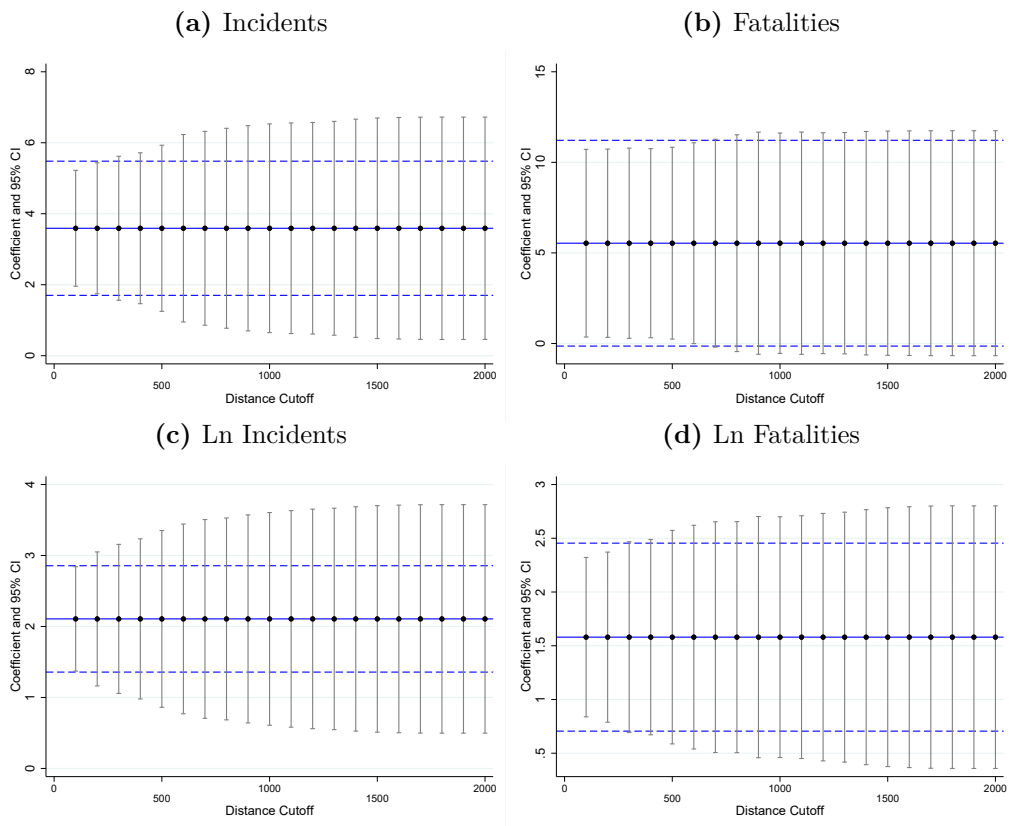 (a) Incidents
Coefficient and 95% CI
0 2 4 6 8
0 500 1000 1500 2000
Distance Cutoff
(b) Fatalities
Coefficient and 95% CI
0 5 10 15
0 500 1000 1500 2000
Distance Cutoff
(c) Ln Incidents
Coefficient and 95% CI
0 1 2 3 4
0 500 1000 1500 2000
Distance Cutoff
(d) Ln Fatalities
Coefficient and 95% CI
.5 1 1.5 2 2.5 3
0 500 1000 1500 2000
Distance Cutoff